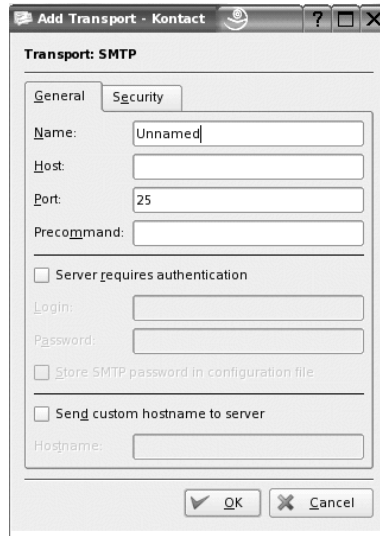 Add Transport - Kontact
Transport: SMTP
General Security
Name: Unnamed
Host:
Port: 25
Precommand:
Server requires authentication
Login:
Password:
Store SMTP password in configuration file
Send custom hostname to server
Hostname:
OK Cancel